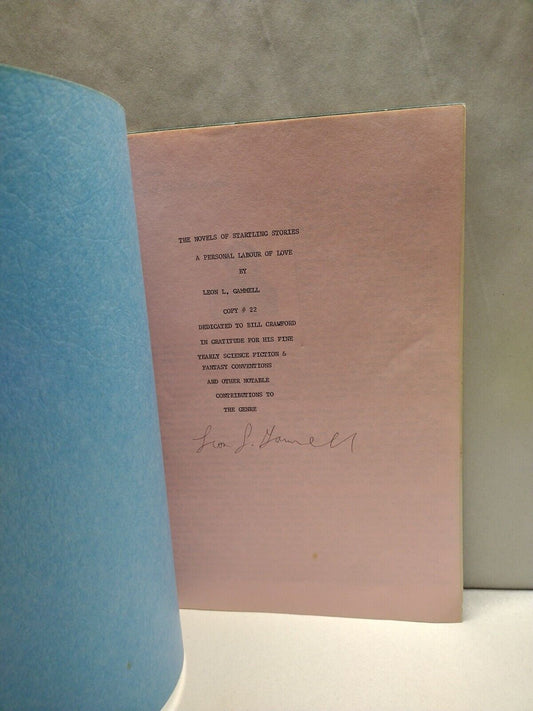 THE NOVELS OF STARTLING STORIES
A PERSONAL LABOUR OF LOVE
BY
LEON L. GAMMELL
COPY # 22
DEDICATED TO BILL CRAWFORD
IN GRATITUDE FOR HIS FINE
YEARLY SCIENCE FICTION &
FANTASY CONVENTIONS
AND OTHER NOTABLE
CONTRIBUTIONS TO
THE GENRE
Leon L. Gammell